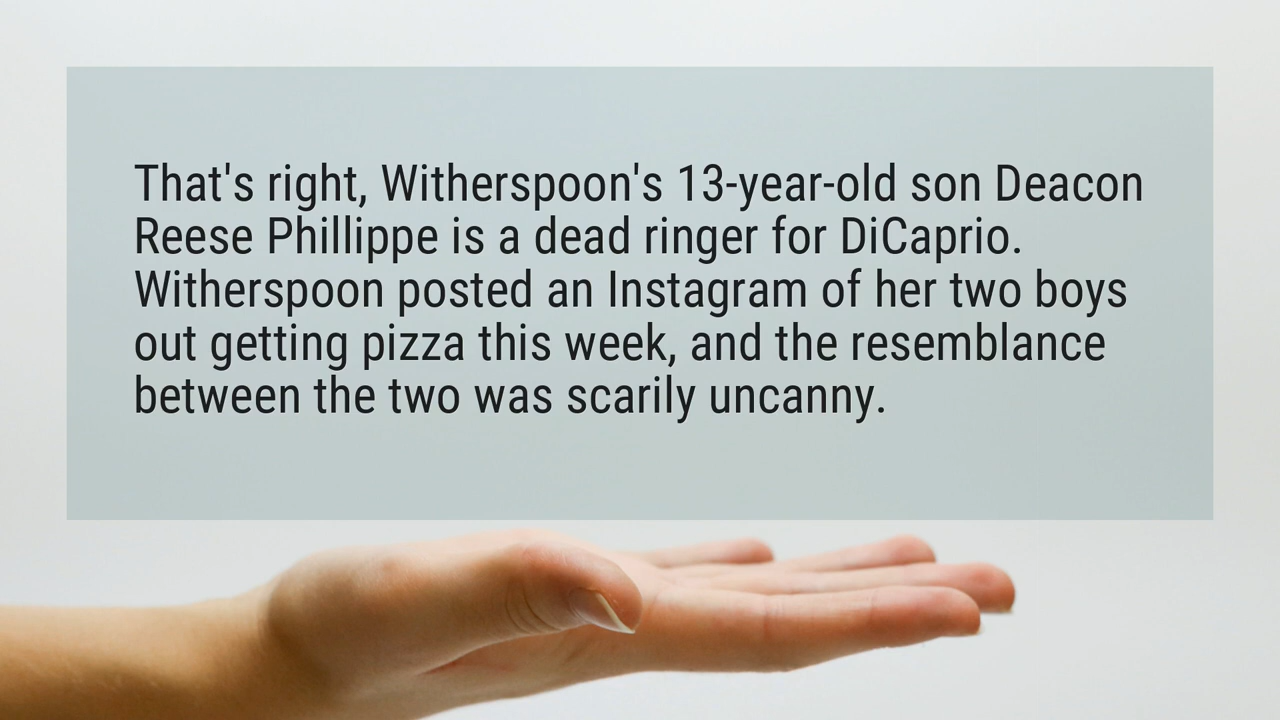 That's right, Witherspoon's 13-year-old son Deacon
Reese Phillippe is a dead ringer for DiCaprio.
Witherspoon posted an Instagram of her two boys
out getting pizza this week, and the resemblance
between the two was scarily uncanny.